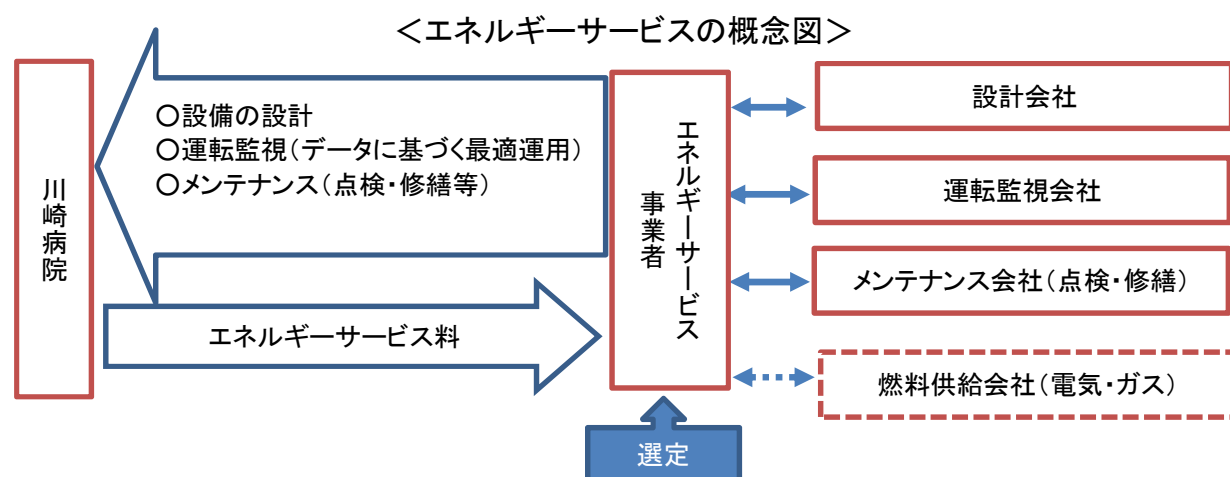 ＜エネルギーサービスの概念図＞
川崎病院
○設備の設計
○運転監視（データに基づく最適運用）
○メンテナンス（点検・修繕等）
エネルギーサービス料
エネルギーサービス
事業者
選定
設計会社
運転監視会社
メンテナンス会社（点検・修繕）
燃料供給会社（電気・ガス）